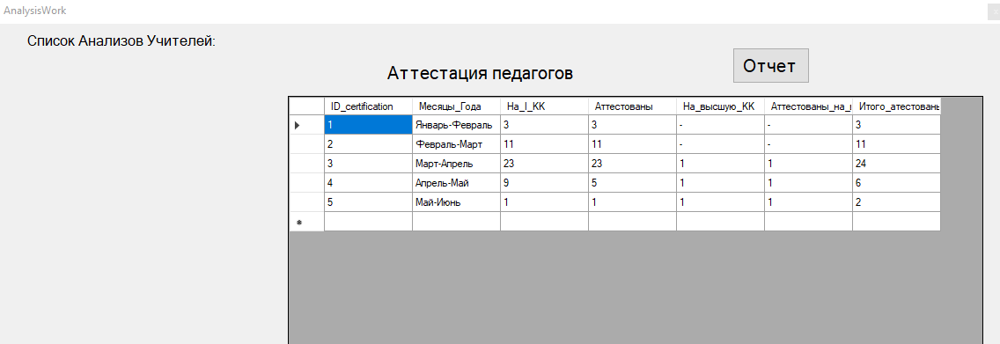 AnalysisWork
Список Анализов Учителей:
Аттестация педагогов
Отчет
ID_certification Месяцы_Года На_I_КК Аттестованы На_высшую_КК Аттестованы_на_ Итого_атестованы
1 Январь-Февраль 3 3 - - 3
2 Февраль-Март 11 11 - - 11
3 Март-Апрель 23 23 1 1 24
4 Апрель-Май 9 5 1 1 6
5 Май-Июнь 1 1 1 1 2